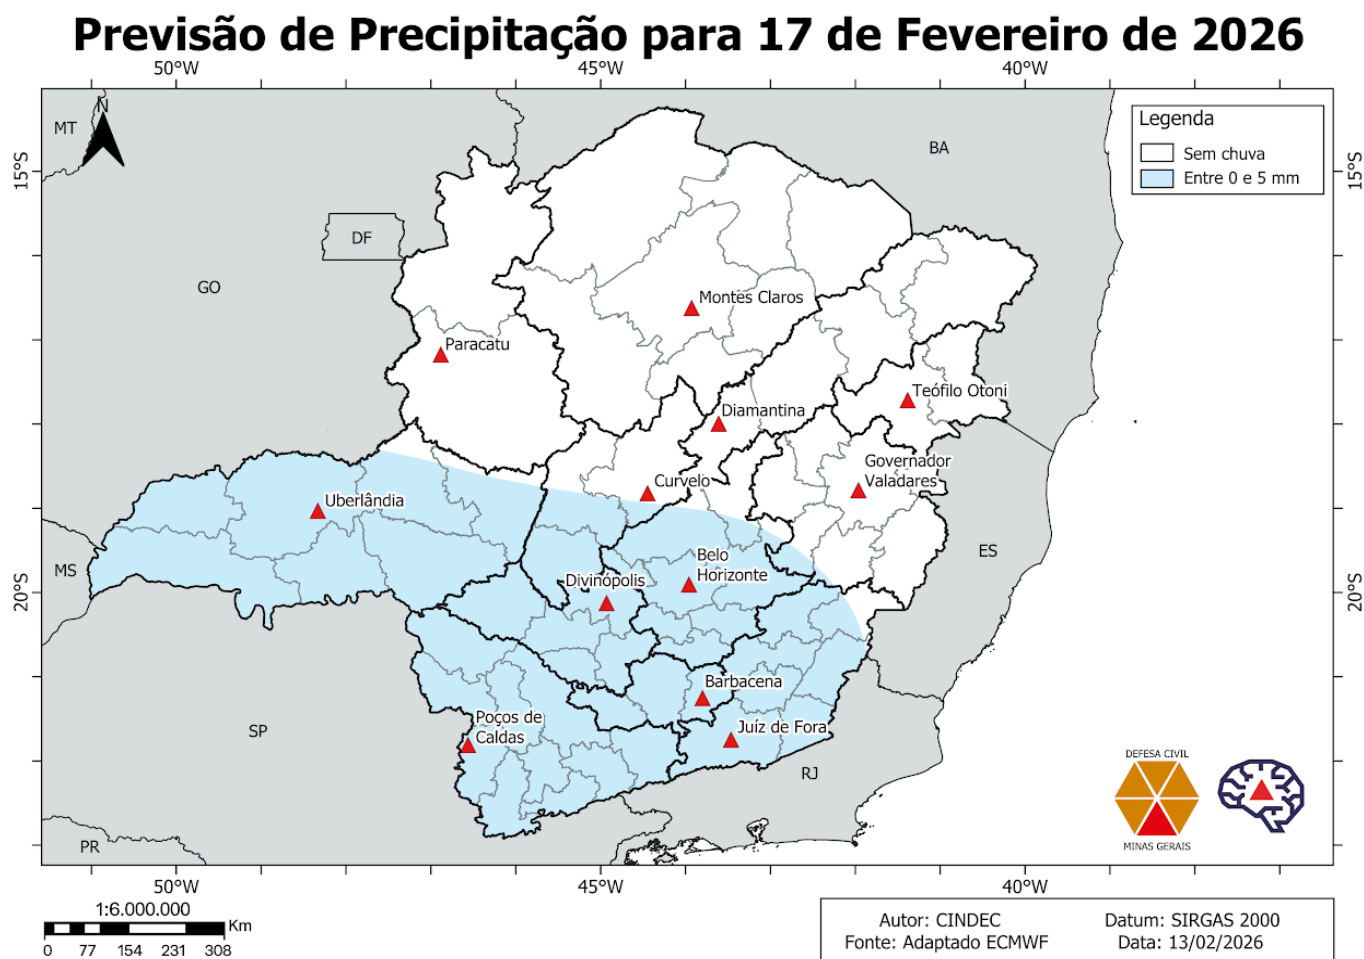 Previsão de Precipitação para 17 de Fevereiro de 2026
50°W 45°W 40°W
N
MT
BA
Legenda
Sem chuva
Entre 0 e 5 mm
15°S
15°S
DF
GO
Montes Claros
Paracatu
Teófilo Otoni
Diamantina
Governador
Valadares
Curvelo
Uberlândia
ES
Belo
Horizonte
MS
Divinópolis
20°S
20°S
Barbacena
Poços de
Caldas
Juíz de Fora
SP
RJ
DEFESA CIVIL
MINAS GERAIS
PR
50°W 45°W 40°W
1:6.000.000
Km
0 77 154 231 308
Autor: CINDEC
Fonte: Adaptado ECMWF
Datum: SIRGAS 2000
Data: 13/02/2026